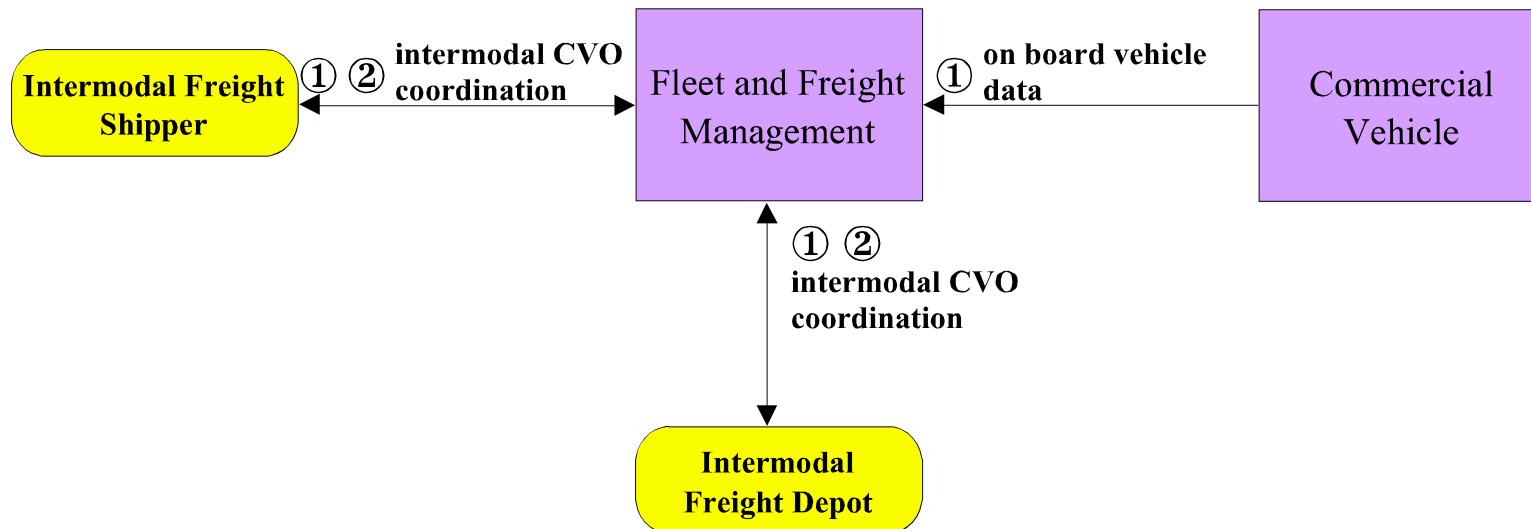 Intermodal Freight
Shipper
① ② intermodal CVO
coordination
Fleet and Freight
Management
① on board vehicle
data
Commercial
Vehicle
① ②
intermodal CVO
coordination
Intermodal
Freight Depot